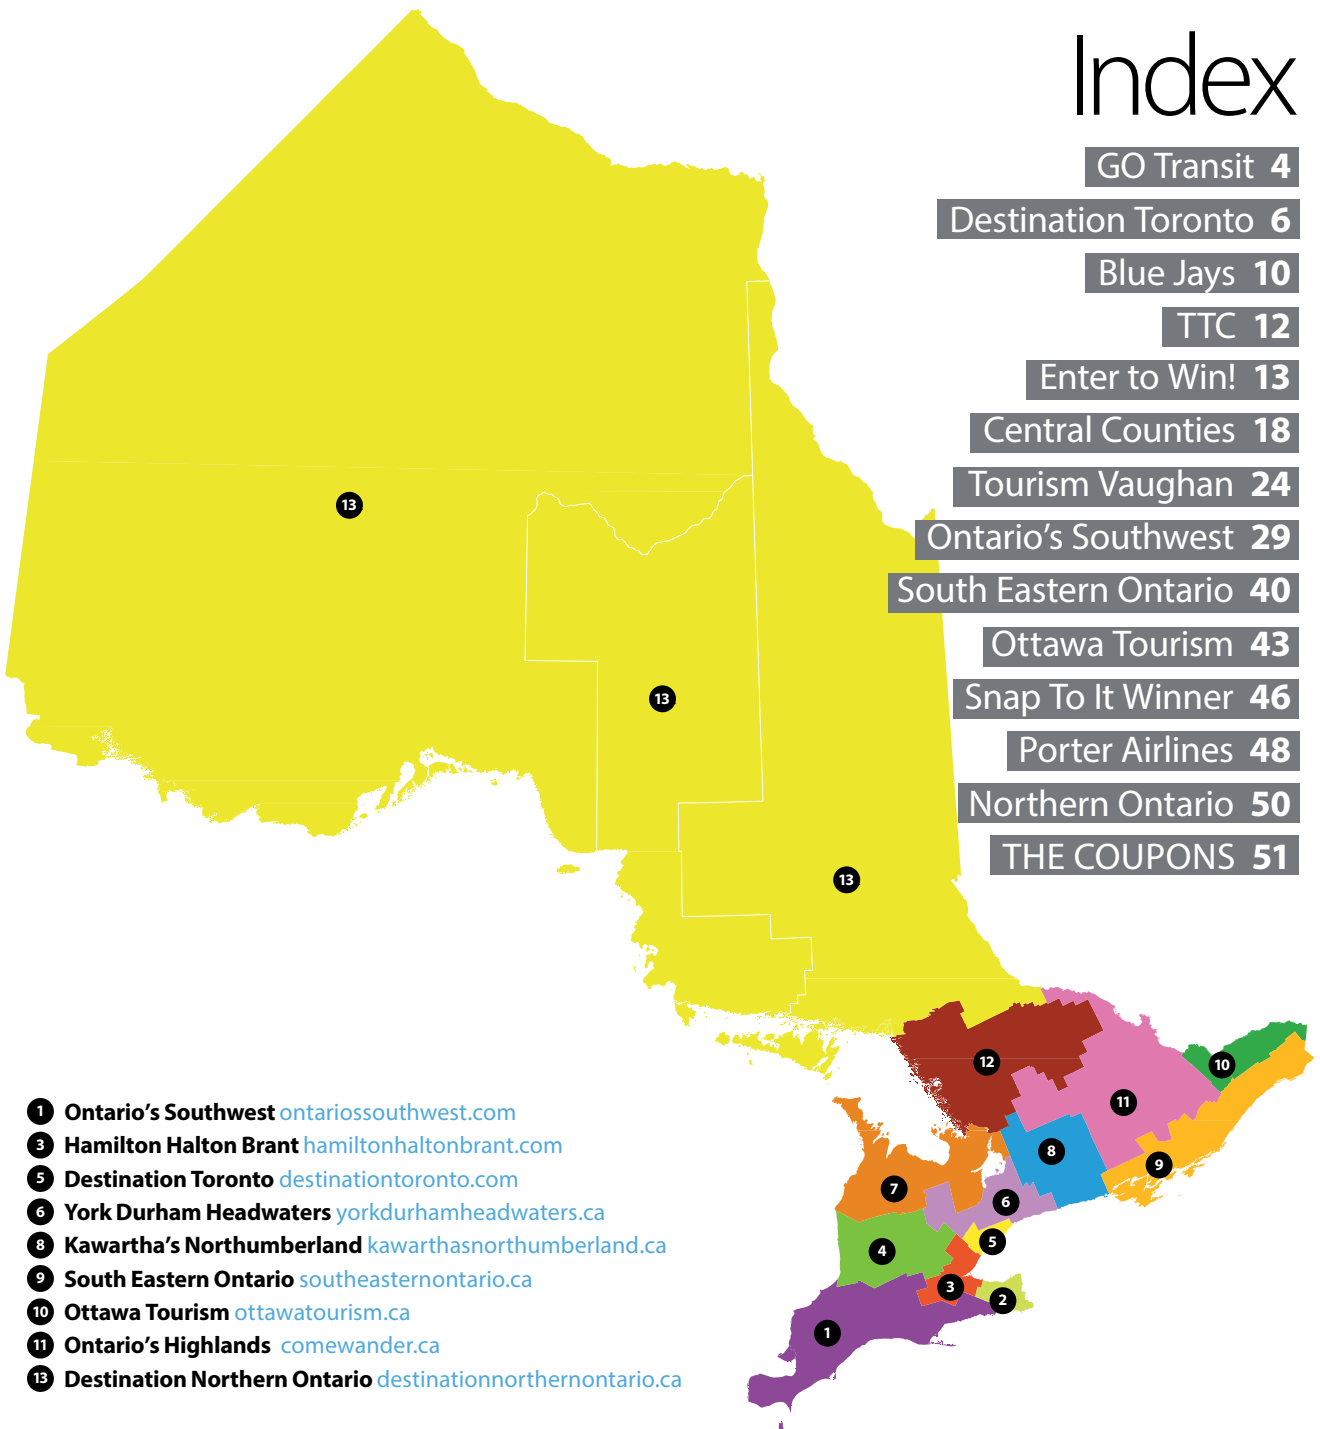 Index
GO Transit 4
Destination Toronto 6
Blue Jays 10
TTC 12
Enter to Win! 13
Central Counties 18
Tourism Vaughan 24
Ontario’s Southwest 29
South Eastern Ontario 40
Ottawa Tourism 43
Snap To It Winner 46
Porter Airlines 48
Northern Ontario 50
THE COUPONS 51
13
13
13
12
10
11
8
9
7
6
5
4
3
2
1
1 Ontario’s Southwest ontariossouthwest.com
3 Hamilton Halton Brant hamiltonhaltonbrant.com
5 Destination Toronto destinationtoronto.com
6 York Durham Headwaters yorkdurhamheadwaters.ca
8 Kawartha’s Northumberland kawarthasnorthumberland.ca
9 South Eastern Ontario southeasternontario.ca
10 Ottawa Tourism ottawatourism.ca
11 Ontario’s Highlands comewander.ca
13 Destination Northern Ontario destinationnorthernontario.ca